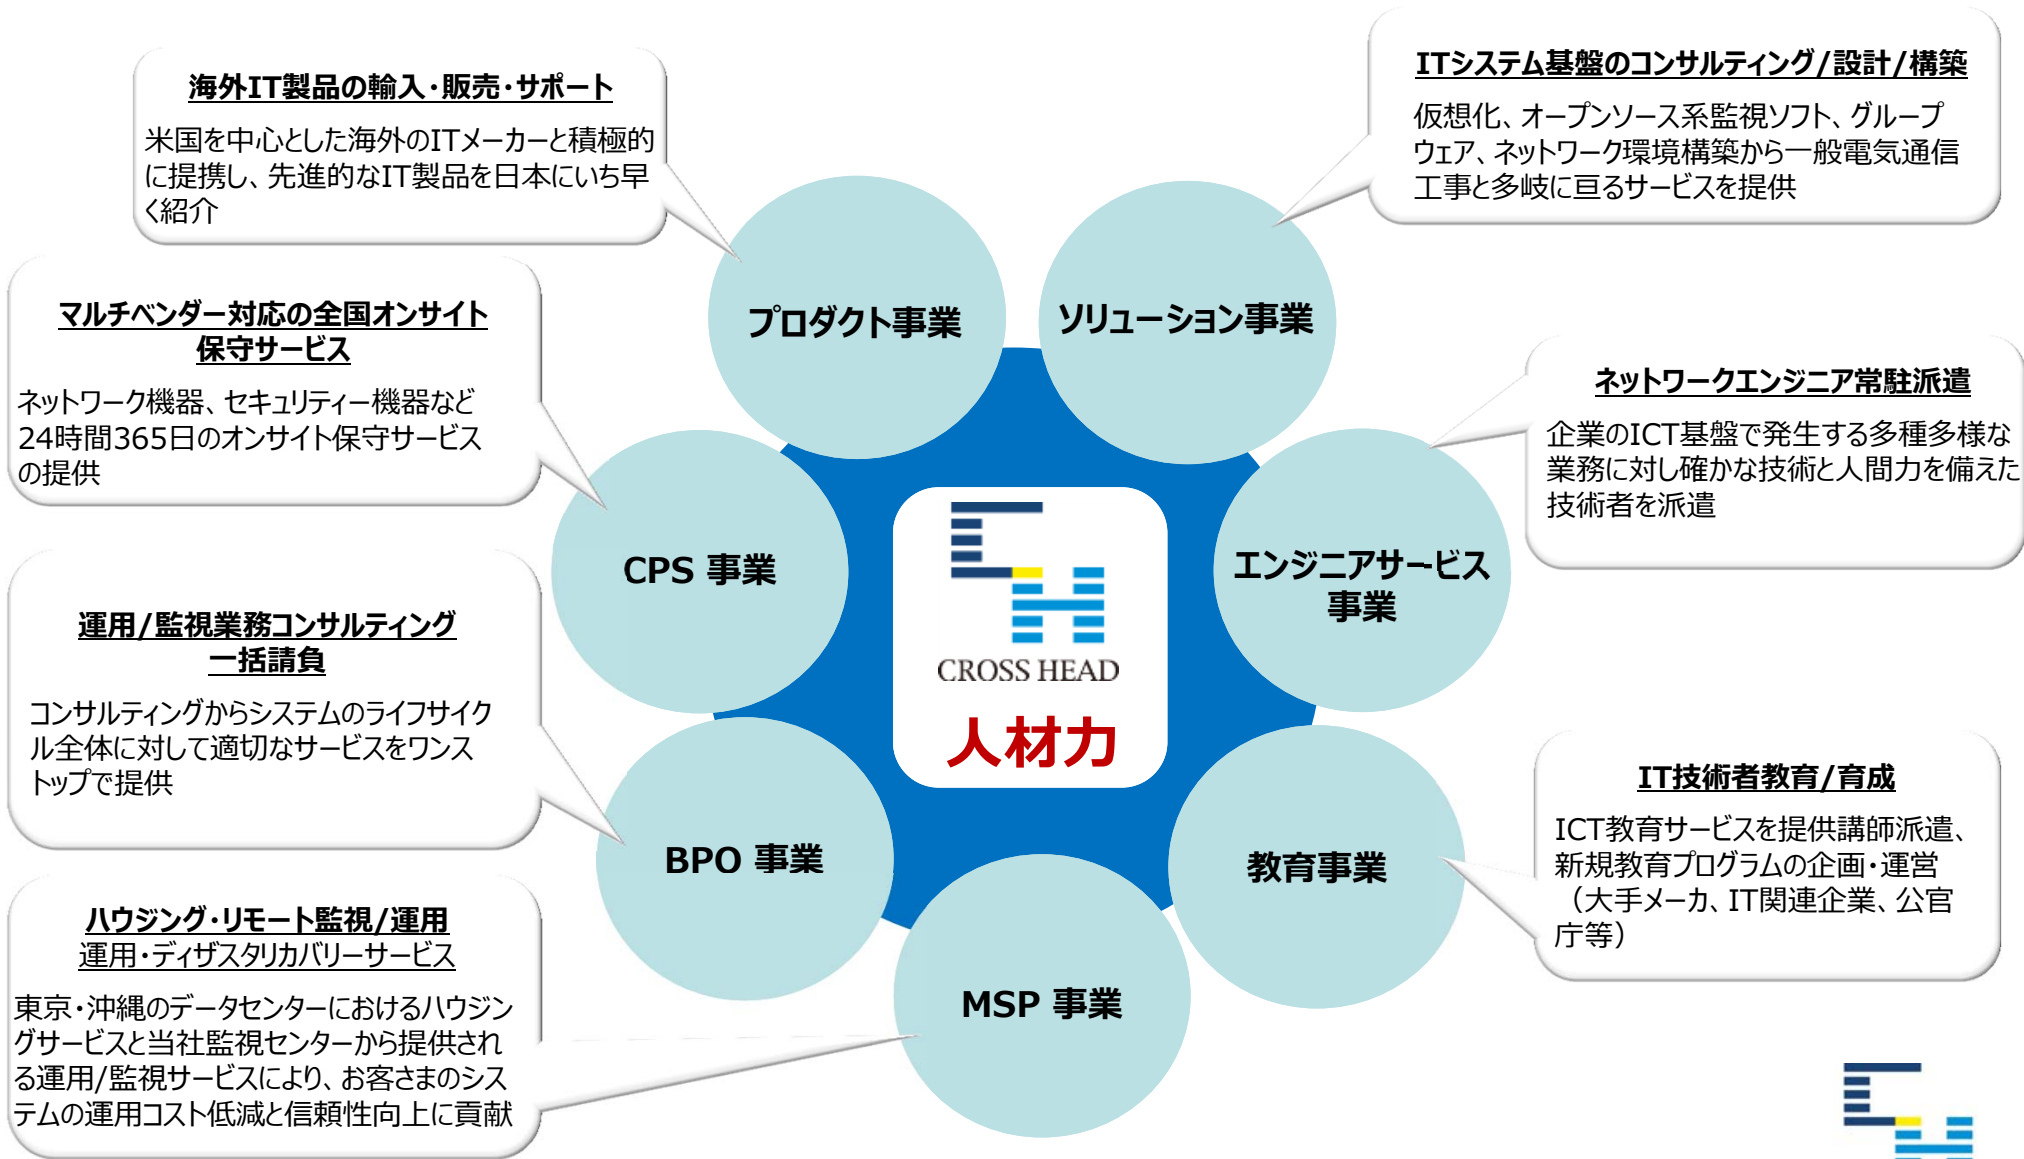 海外IT製品の輸入・販売・サポート
米国を中心とした海外のITメーカーと積極的
に提携し、先進的なIT製品を日本にいち早
く紹介
ITシステム基盤のコンサルティング/設計/構築
仮想化、オープンソース系監視ソフト、グループ
ウェア、ネットワーク環境構築から一般電気通信
工事と多岐に亘るサービスを提供
マルチベンダー対応の全国オンサイト
保守サービス
ネットワーク機器、セキュリティー機器など
24時間365日のオンサイト保守サービス
の提供
プロダクト事業
ソリューション事業
ネットワークエンジニア常駐派遣
企業のICT基盤で発生する多種多様な
業務に対し確かな技術と人間力を備えた
技術者を派遣
CPS 事業
エンジニアサービス
事業
CROSS HEAD
人材力
運用/監視業務コンサルティング
一括請負
コンサルティングからシステムのライフサイク
ル全体に対して適切なサービスをワンス
トップで提供
BPO 事業
教育事業
IT技術者教育/育成
ICT教育サービスを提供講師派遣、
新規教育プログラムの企画・運営
（大手メーカ、IT関連企業、公官
庁等）
ハウジング・リモート監視/運用
運用・ディザスタリカバリーサービス
東京・沖縄のデータセンターにおけるハウジン
グサービスと当社監視センターから提供され
る運用/監視サービスにより、お客さまのシス
テムの運用コスト低減と信頼性向上に貢献
MSP 事業